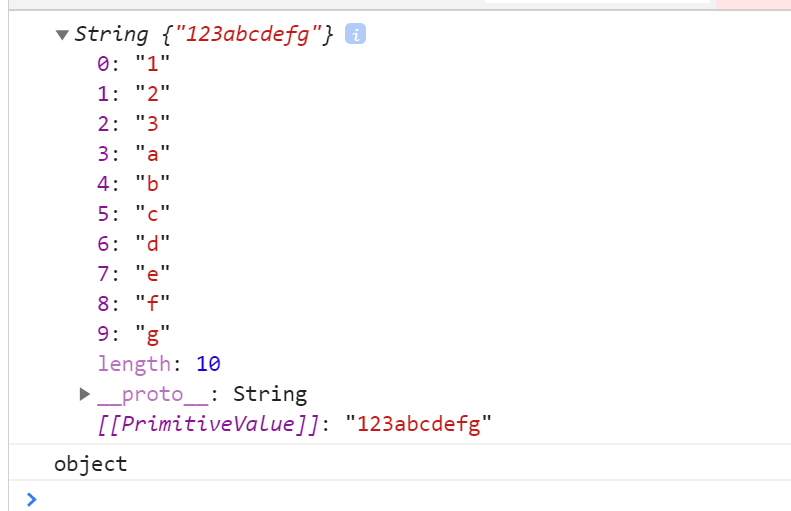 String {"123abcdefg"} i
0: "1"
1: "2"
2: "3"
3: "a"
4: "b"
5: "c"
6: "d"
7: "e"
8: "f"
9: "g"
length: 10
__proto__: String
[[PrimitiveValue]]: "123abcdefg"
object